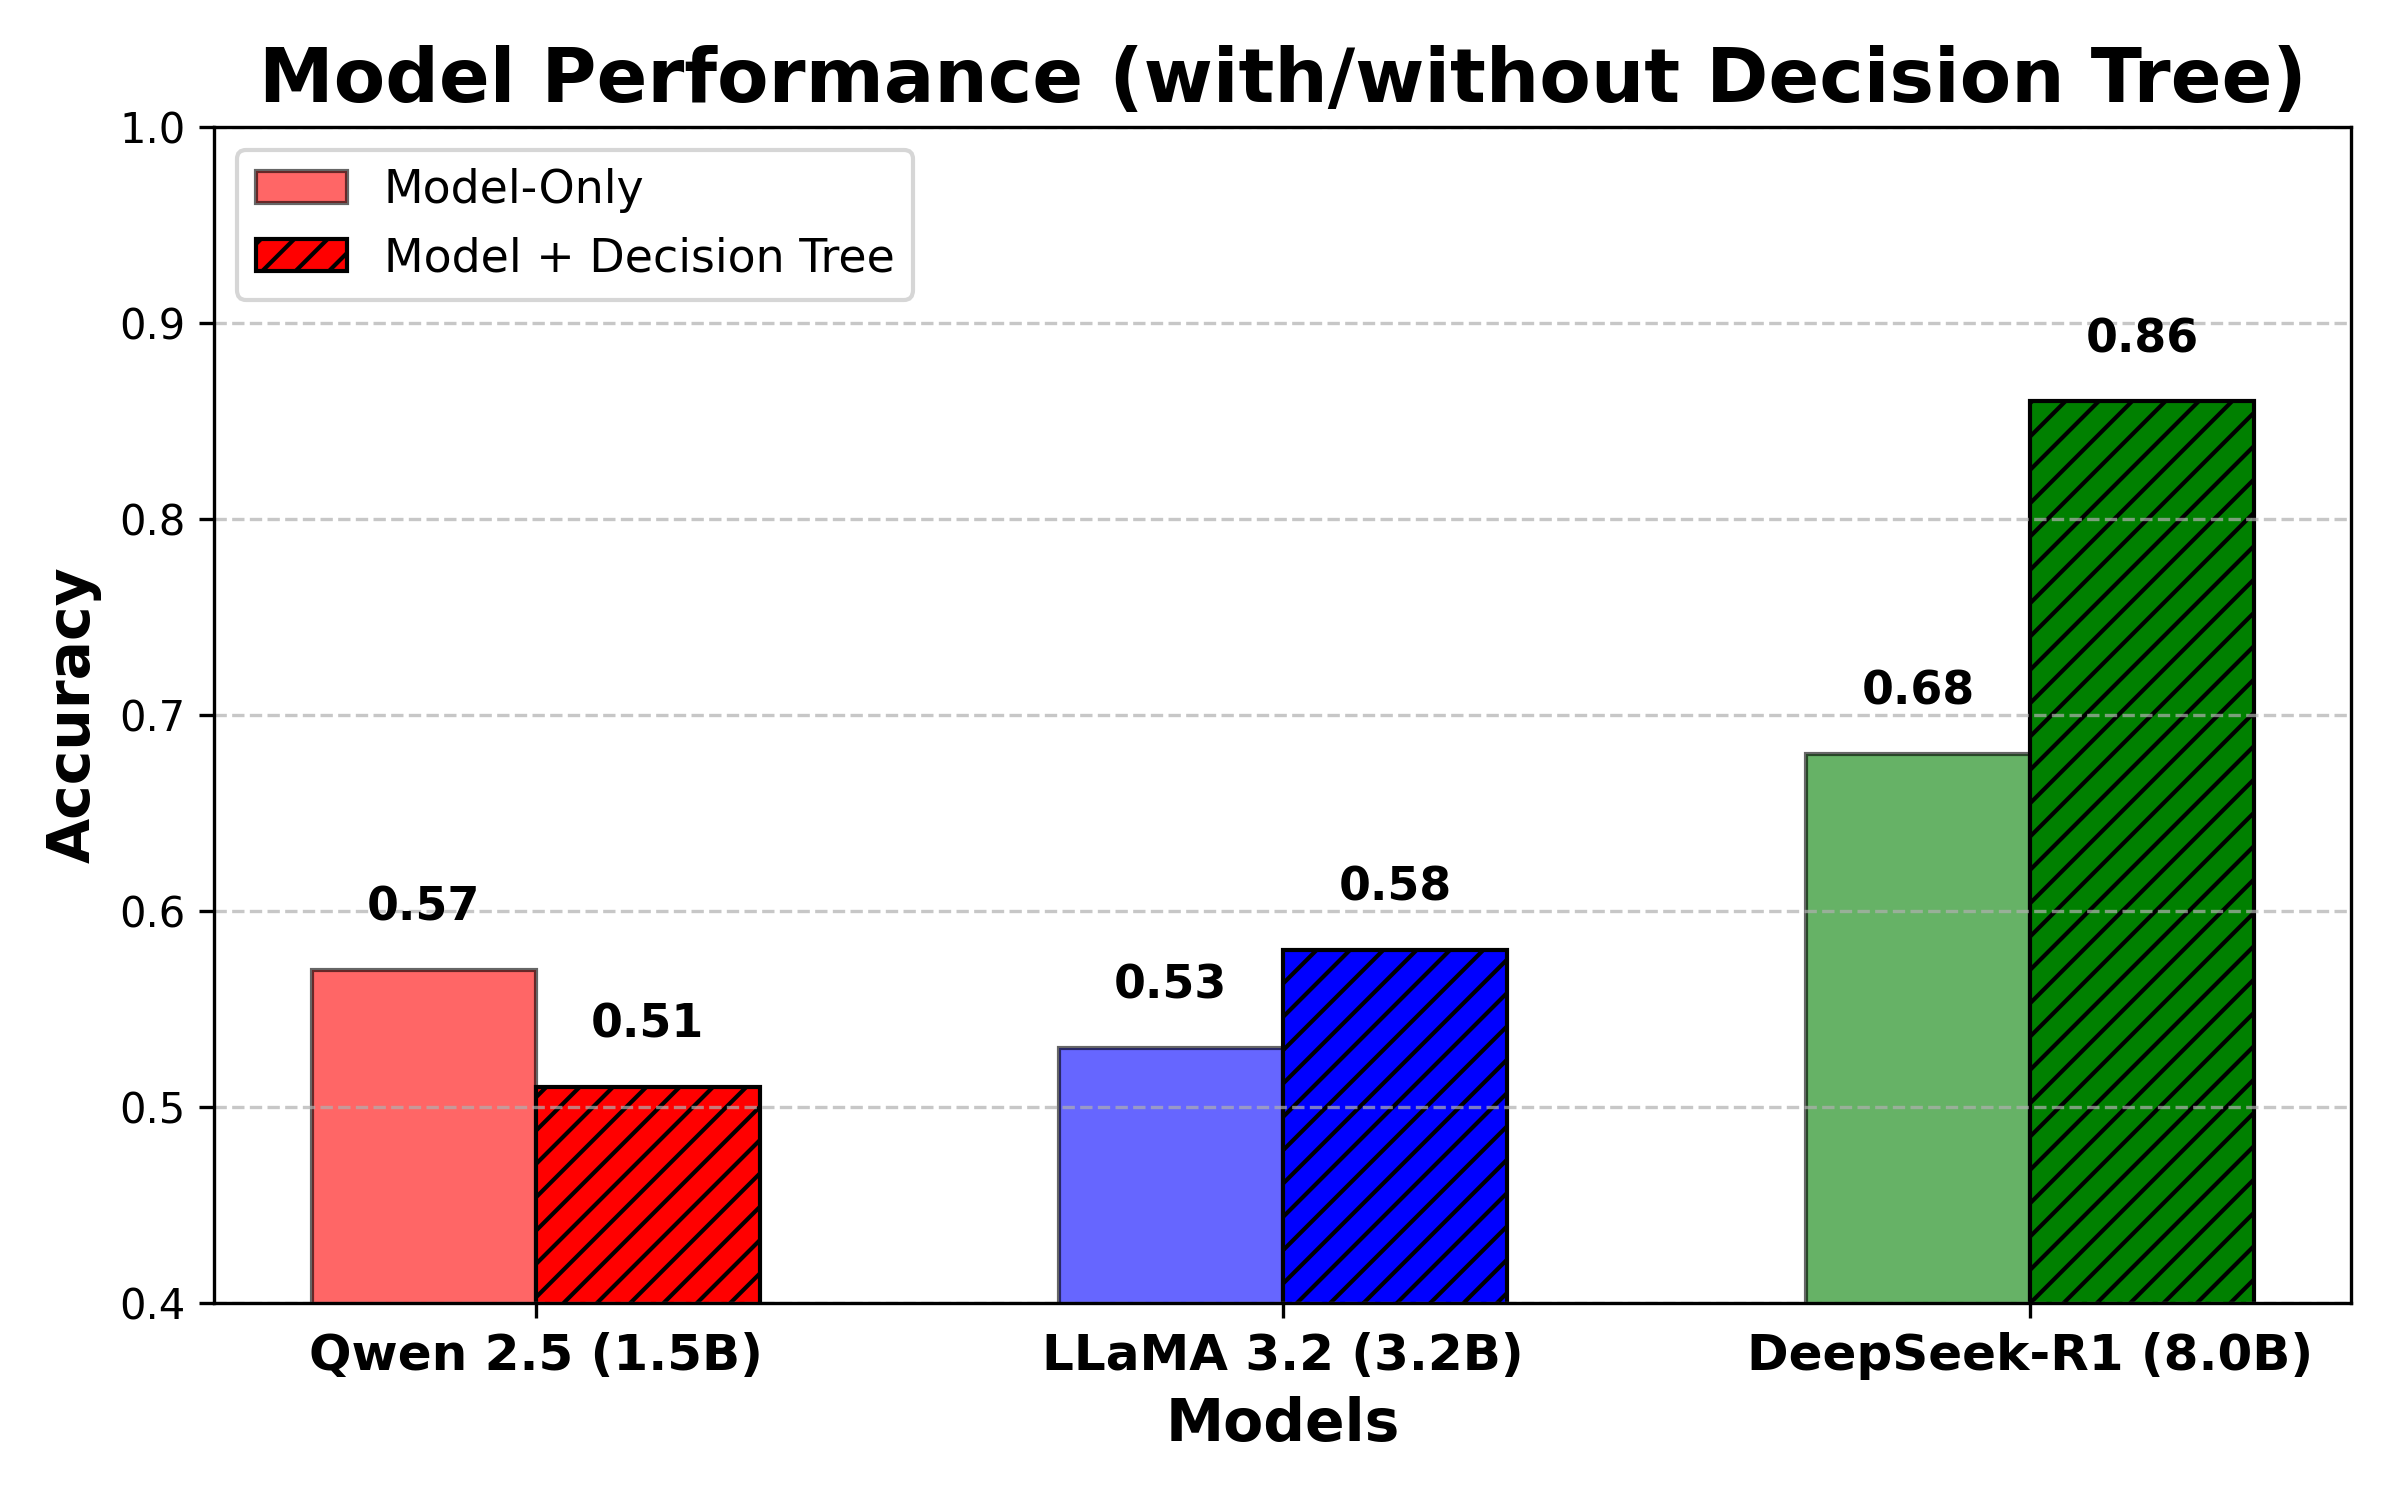 Model Performance (with/without Decision Tree)
1.0
Model-Only
Model + Decision Tree
0.9
0.86
0.8
0.7
0.68
0.6
0.57
0.58
0.53
0.51
0.5
0.4
Accuracy
Qwen 2.5 (1.5B) LLaMA 3.2 (3.2B) DeepSeek-R1 (8.0B)
Models